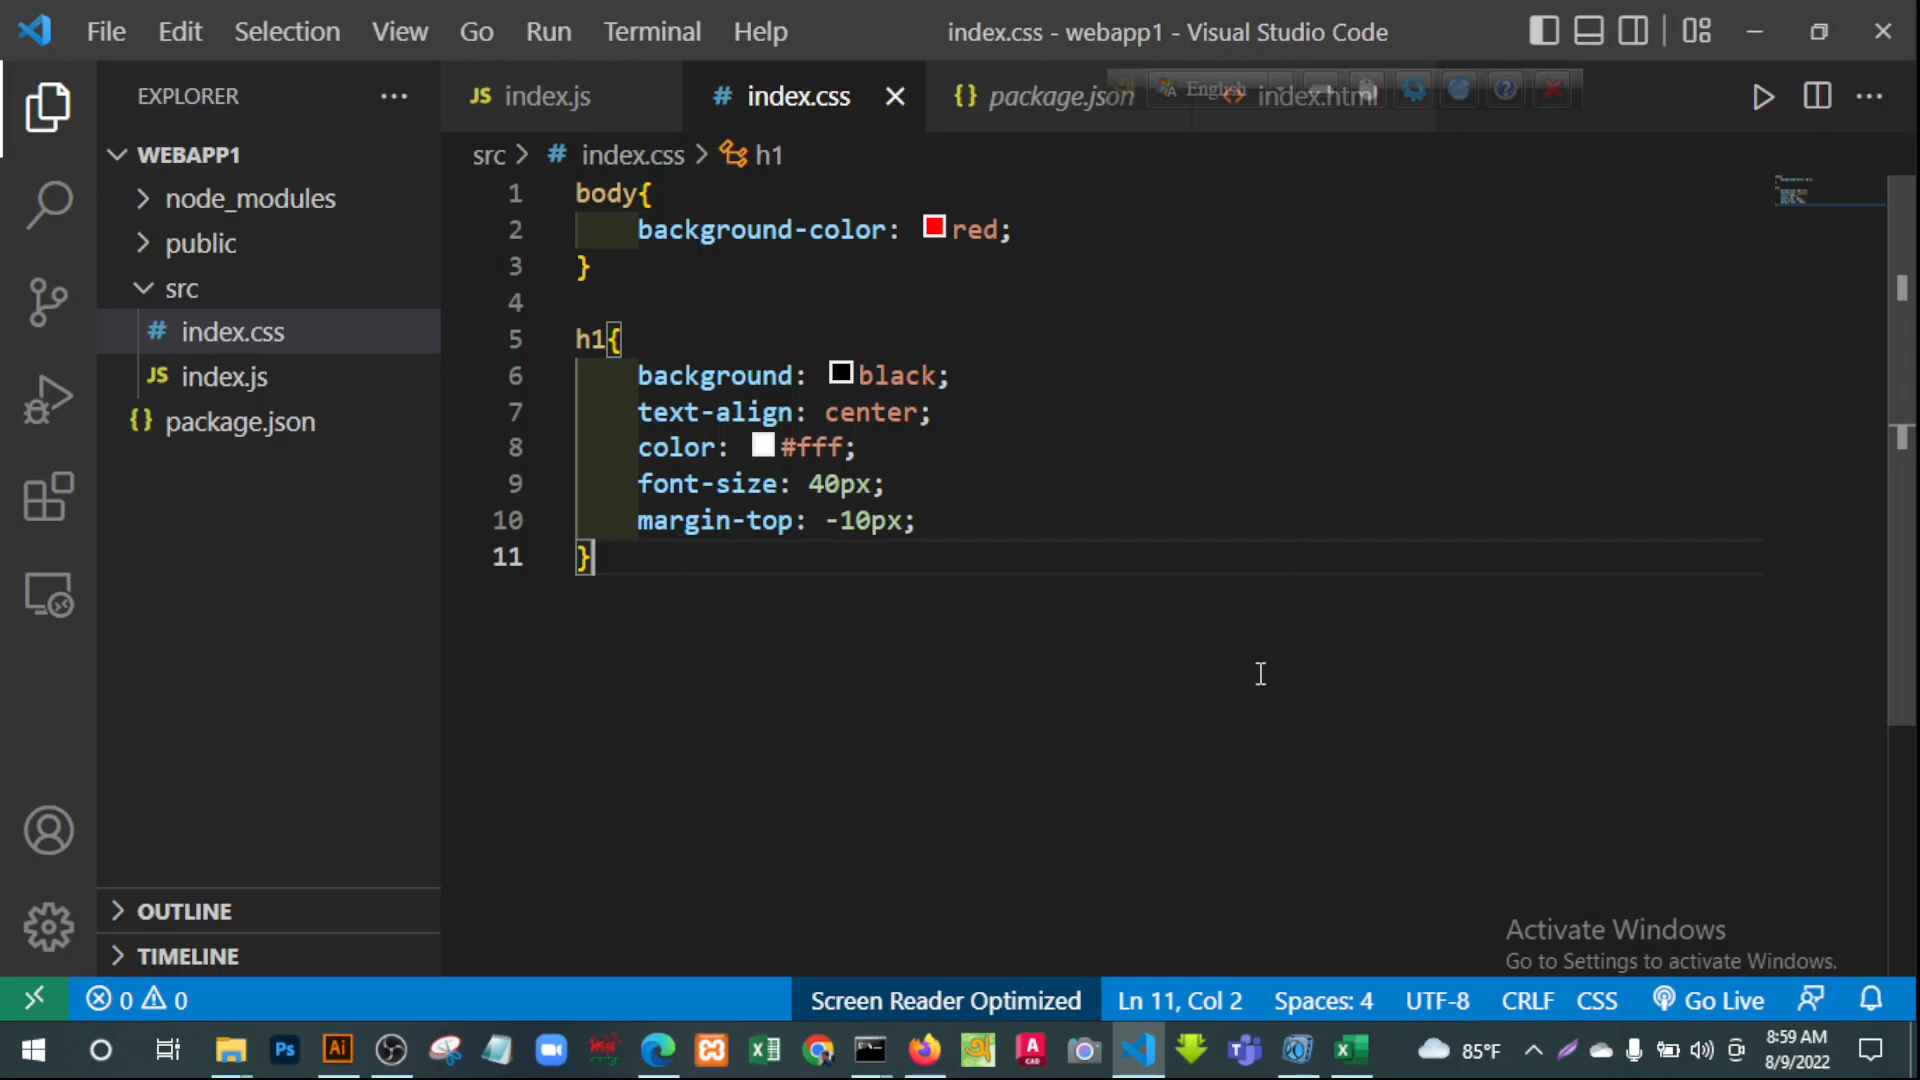 File Edit Selection View Go Run Terminal Help
index.css - webapp1 - Visual Studio Code
EXPLORER
JS index.js
# index.css
{} package.json
English
<> index.html
WEBAPP1
node_modules
public
src
# index.css
JS index.js
{} package.json
OUTLINE
TIMELINE
src > # index.css > h1
1 body{
2 background-color: red;
3 }
4
5 h1{
6 background: black;
7 text-align: center;
8 color: #fff;
9 font-size: 40px;
10 margin-top: -10px;
11 }
Activate Windows
Go to Settings to activate Windows.
0 0
Screen Reader Optimized
Ln 11, Col 2
Spaces: 4
UTF-8
CRLF
CSS
Go Live
Ps
Ai
85°F
8:59 AM
8/9/2022